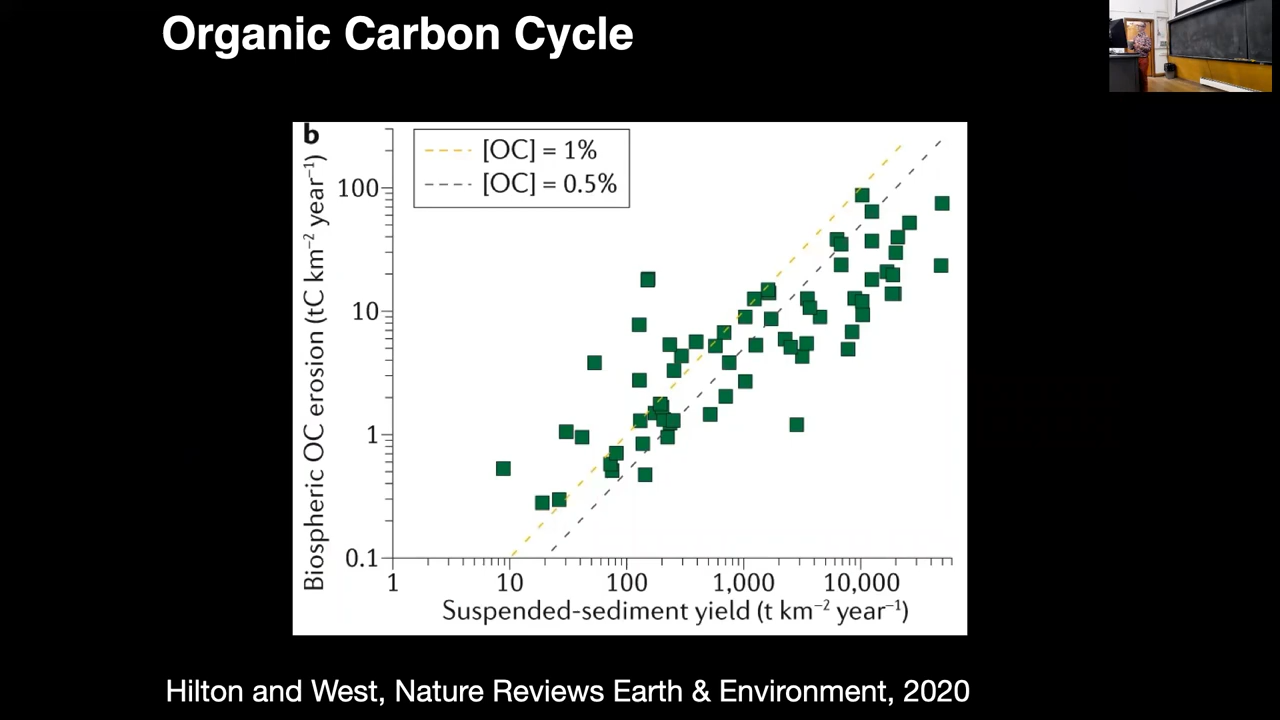 Organic Carbon Cycle
b
[OC] = 1%
[OC] = 0.5%
Biospheric OC erosion (tC km⁻² year⁻¹)
100
10
1
0.1
1 10 100 1,000 10,000
Suspended-sediment yield (t km⁻² year⁻¹)
Hilton and West, Nature Reviews Earth & Environment, 2020